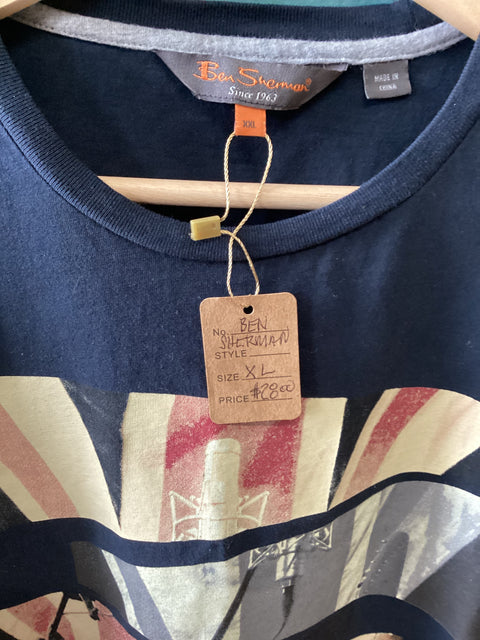 Ben Sherman
Since 1963
MADE IN
CHINA
XXL
No. BEN
SHERMAN
STYLE
SIZE XL
PRICE $28.00